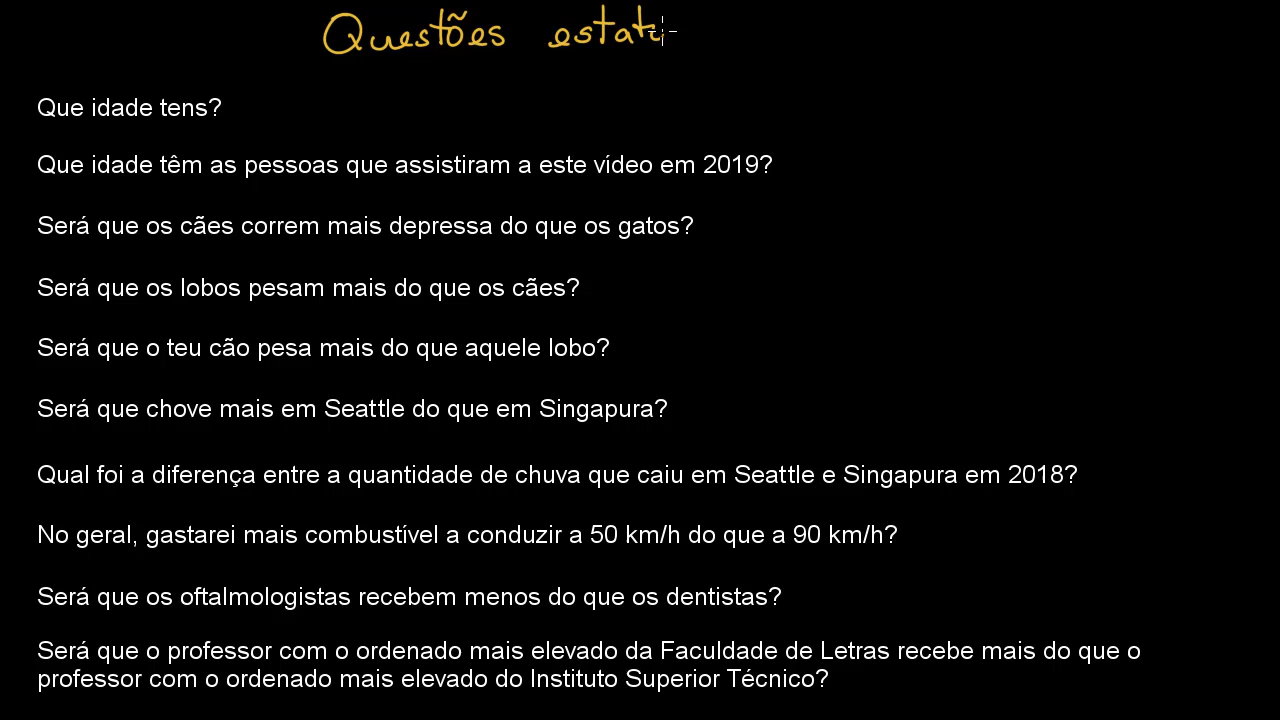 Questões estatí
Que idade tens?
Que idade têm as pessoas que assistiram a este vídeo em 2019?
Será que os cães correm mais depressa do que os gatos?
Será que os lobos pesam mais do que os cães?
Será que o teu cão pesa mais do que aquele lobo?
Será que chove mais em Seattle do que em Singapura?
Qual foi a diferença entre a quantidade de chuva que caiu em Seattle e Singapura em 2018?
No geral, gastarei mais combustível a conduzir a 50 km/h do que a 90 km/h?
Será que os oftalmologistas recebem menos do que os dentistas?
Será que o professor com o ordenado mais elevado da Faculdade de Letras recebe mais do que o
professor com o ordenado mais elevado do Instituto Superior Técnico?